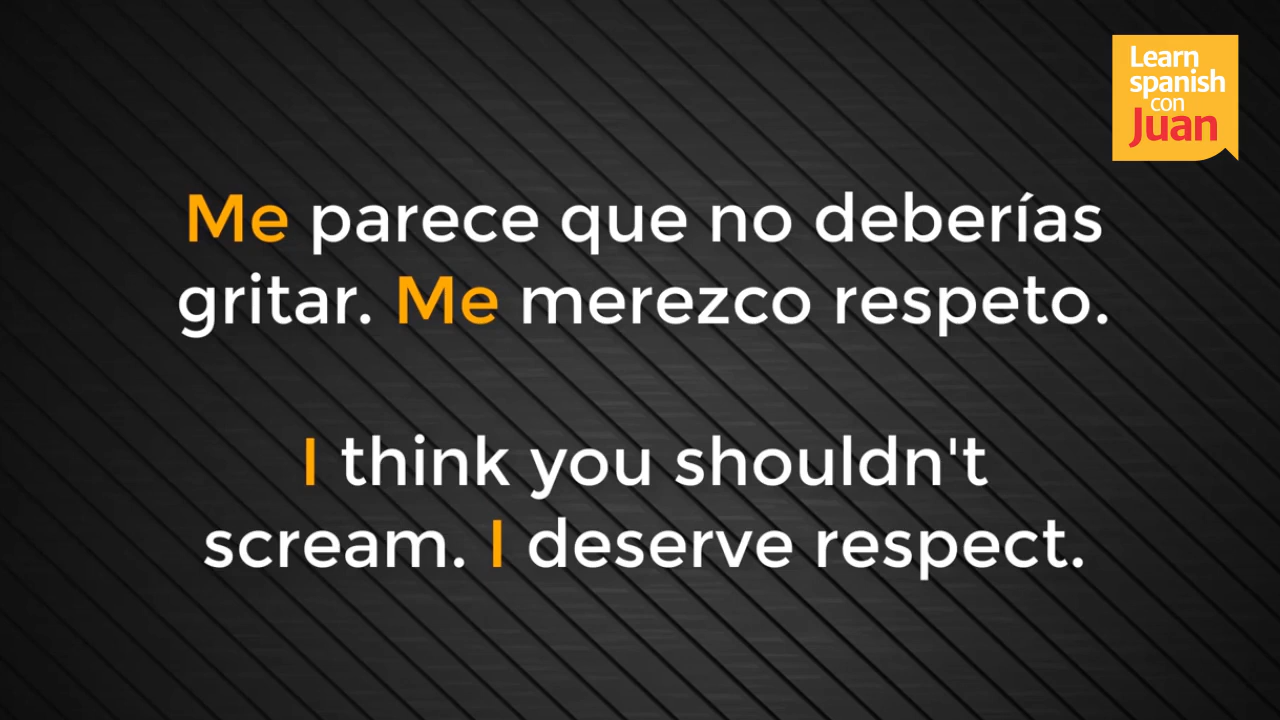 Learn
spanish
con
Juan
Me parece que no deberías
gritar. Me merezco respeto.
I think you shouldn't
scream. I deserve respect.